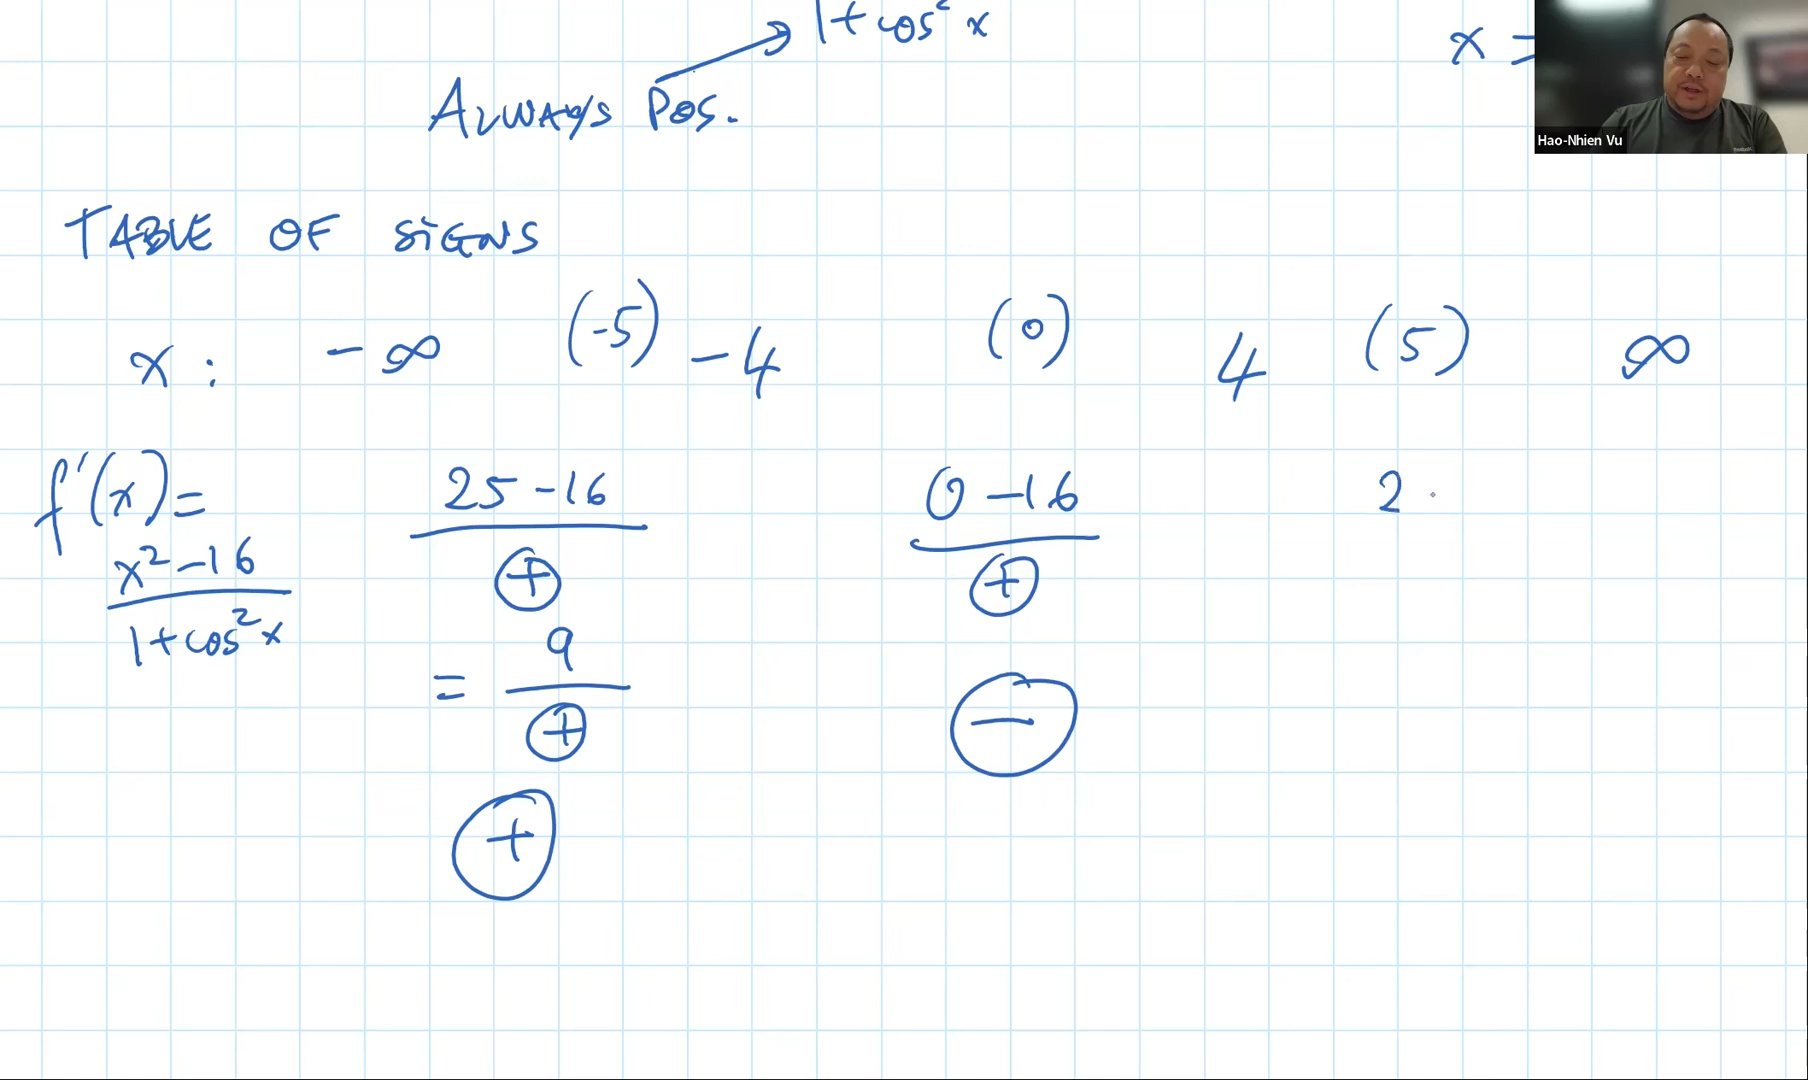 1 + cos² x
x =
Hao-Nhien Vu
ALWAYS POS.
TABLE OF SIGNS
x : -∞ (-5) -4 (0) 4 (5) ∞
f'(x) = 25 - 16 0 - 16 2
x² - 16 + +
1 + cos² x
= 9
+ −
+